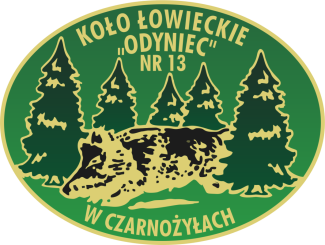 KOŁO ŁOWIECKIE
"ODYNIEC"
NR 13
W CZARNOŻYŁACH